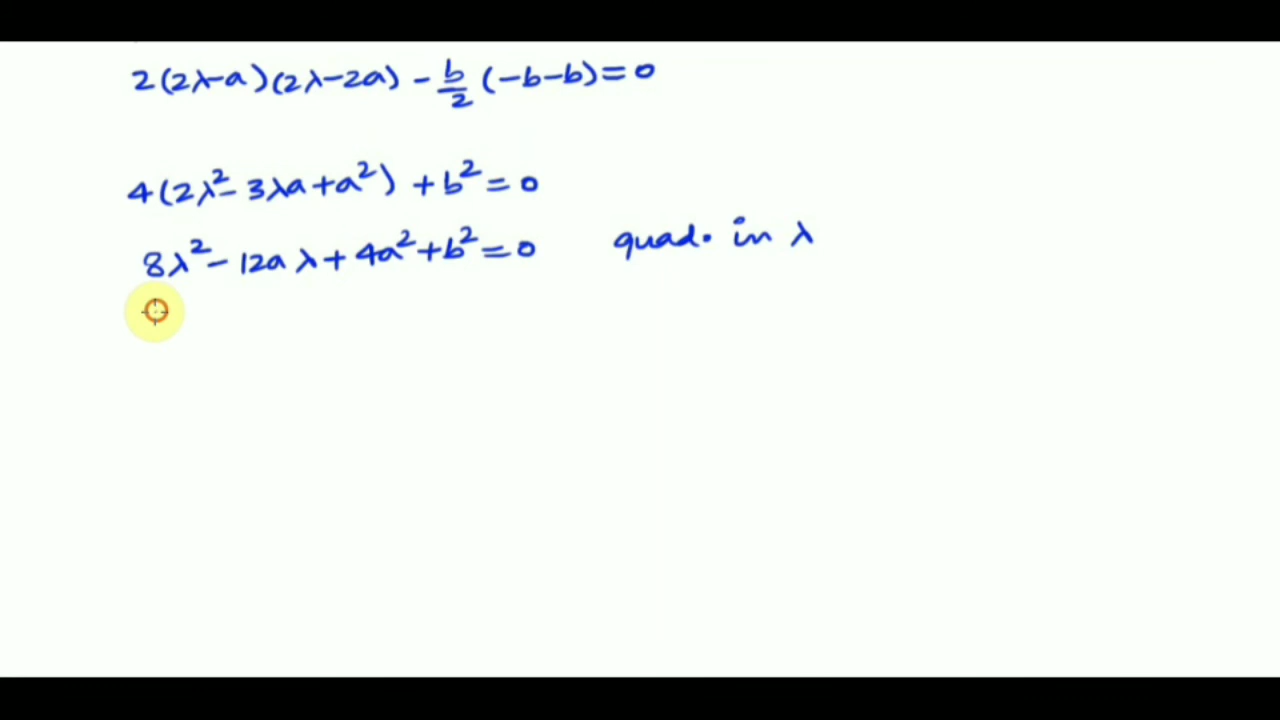 2(2λ-a)(2λ-2a) - b/2 (-b-b) = 0
4(2λ² - 3λa + a²) + b² = 0
8λ² - 12aλ + 4a² + b² = 0 quad. in λ